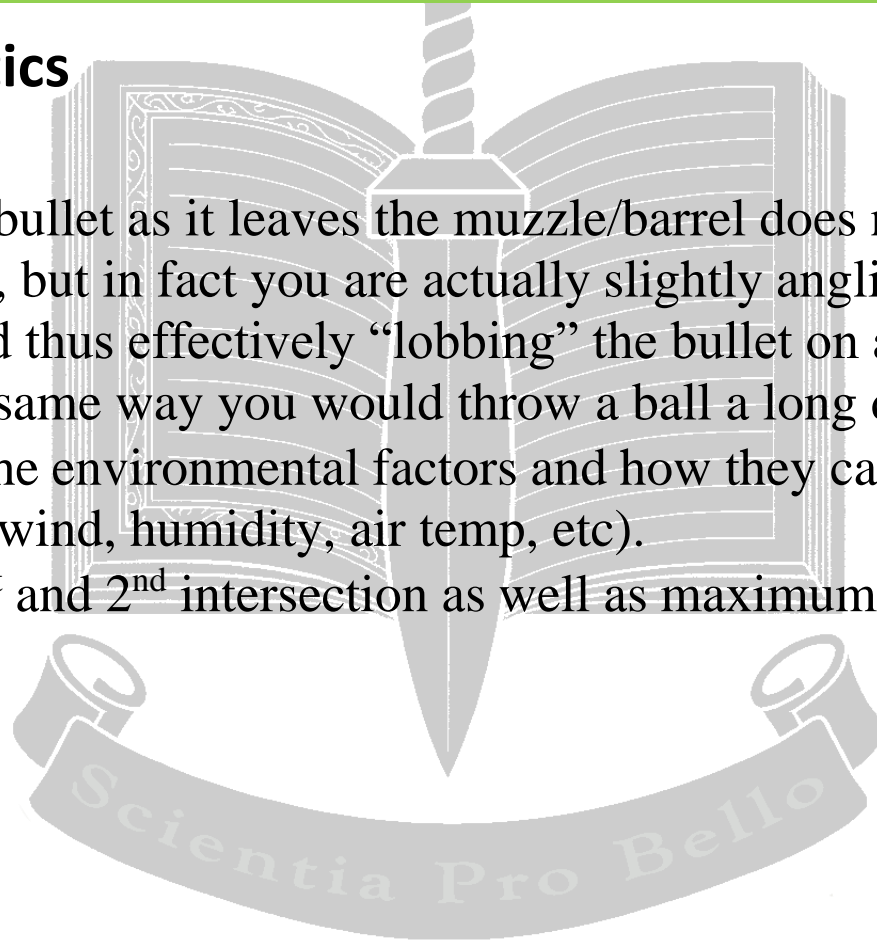 tics
bullet as it leaves the muzzle/barrel does
, but in fact you are actually slightly angli
d thus effectively “lobbing” the bullet on a
same way you would throw a ball a long
ne environmental factors and how they ca
wind, humidity, air temp, etc).
and 2nd intersection as well as maximum
Scientia Pro Bello